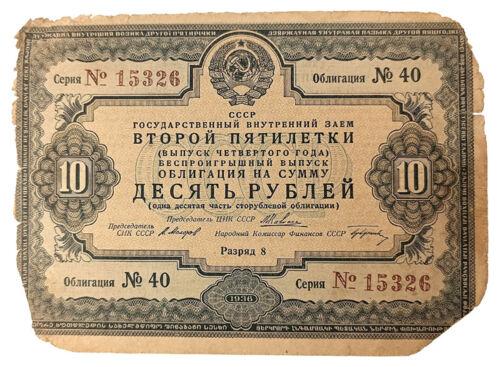 Серия № 15326
Облигация № 40
СССР
ГОСУДАРСТВЕННЫЙ ВНУТРЕННИЙ ЗАЕМ
ВТОРОЙ ПЯТИЛЕТКИ
(ВЫПУСК ЧЕТВЕРТОГО ГОДА)
БЕСПРОИГРЫШНЫЙ ВЫПУСК
ОБЛИГАЦИЯ НА СУММУ
10 ДЕСЯТЬ РУБЛЕЙ 10
(одна десятая часть сторублевой облигации)
Председатель ЦИК СССР
Председатель
СНК СССР
Народный Комиссар Финансов СССР
Разряд 8
Облигация № 40
Серия № 15326
1936